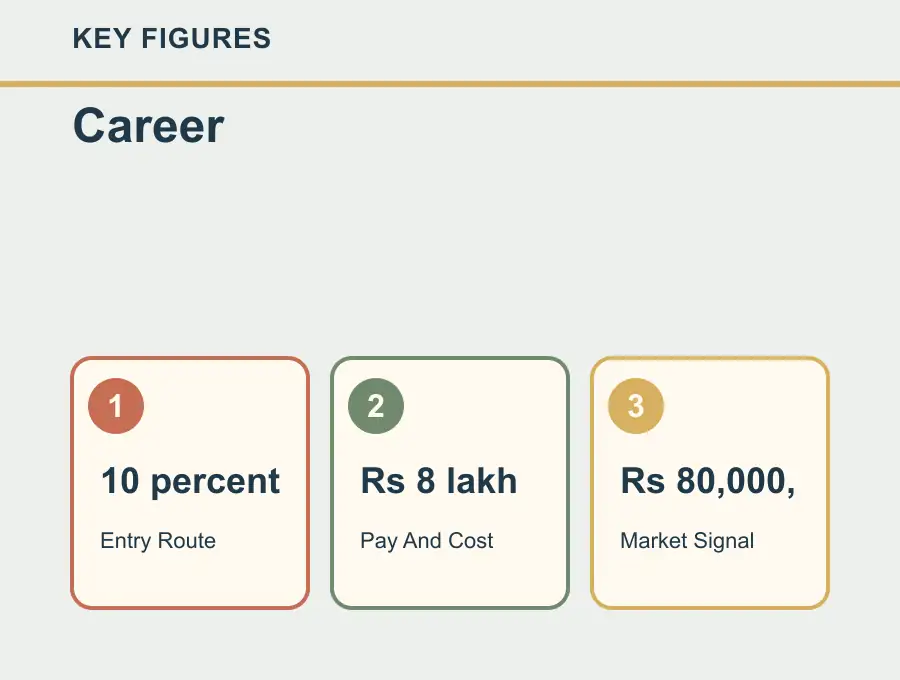 KEY FIGURES
Career
1
10 percent
Entry Route
2
Rs 8 lakh
Pay And Cost
3
Rs 80,000,
Market Signal